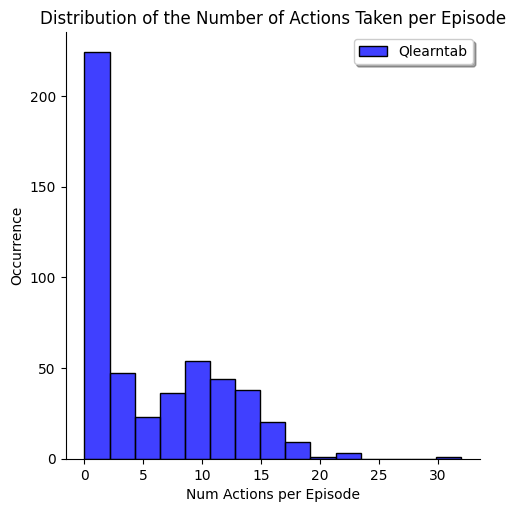 Distribution of the Number of Actions Taken per Episode
Qlearntab
200
150
100
50
0
Occurrence
0 5 10 15 20 25 30
Num Actions per Episode